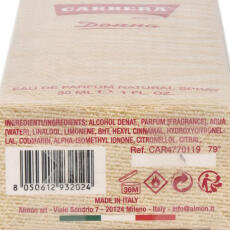 CARRERA
Donna
EAU DE PARFUM NATURAL SPRAY
30 ML ℮ 1 FL. OZ.
INGREDIENTI/INGREDIENTS: ALCOHOL DENAT., PARFUM [FRAGRANCE], AQUA
[WATER], LINALOOL, LIMONENE, BHT, HEXYL CINNAMAL, HYDROXYCITRONEL-
LAL, COUMARIN, ALPHA-ISOMETHYL IONONE, CITRONELLOL, CITRAL
Ref. CAR4770119 79°
8 050612 932024
36M
MADE IN ITALY
Almon srl - Viale Sondrio 7 - 20124 Milano - Italy - info@almon.it